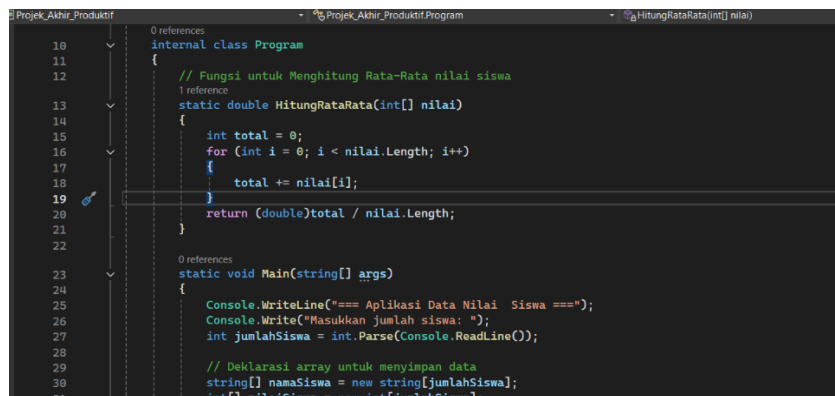 Projek_Akhir_Produktif Projek_Akhir_Produktif.Program HitungRataRata(int[] nilai)
0 references
10 internal class Program
11 {
12 // Fungsi untuk Menghitung Rata-Rata nilai siswa
1 reference
13 static double HitungRataRata(int[] nilai)
14 {
15 int total = 0;
16 for (int i = 0; i < nilai.Length; i++)
17 {
18 total += nilai[i];
19 }
20 return (double)total / nilai.Length;
21 }
22
0 references
23 static void Main(string[] args)
24 {
25 Console.WriteLine("=== Aplikasi Data Nilai  Siswa ===");
26 Console.Write("Masukkan jumlah siswa: ");
27 int jumlahSiswa = int.Parse(Console.ReadLine());
28
29 // Deklarasi array untuk menyimpan data
30 string[] namaSiswa = new string[jumlahSiswa];